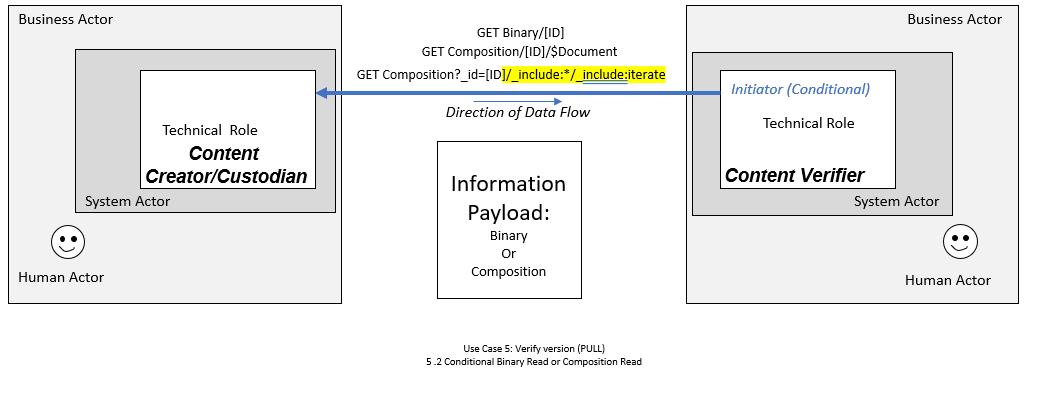 Business Actor
Technical Role
Content
Creator/Custodian
System Actor
Human Actor
GET Binary/[ID]
GET Composition/[ID]/$Document
GET Composition?_id=[ID]/_include:*/_include:iterate
Direction of Data Flow
Information
Payload:
Binary
Or
Composition
Business Actor
Initiator (Conditional)
Technical Role
Content Verifier
System Actor
Human Actor
Use Case 5: Verify version (PULL)
5 .2 Conditional Binary Read or Composition Read